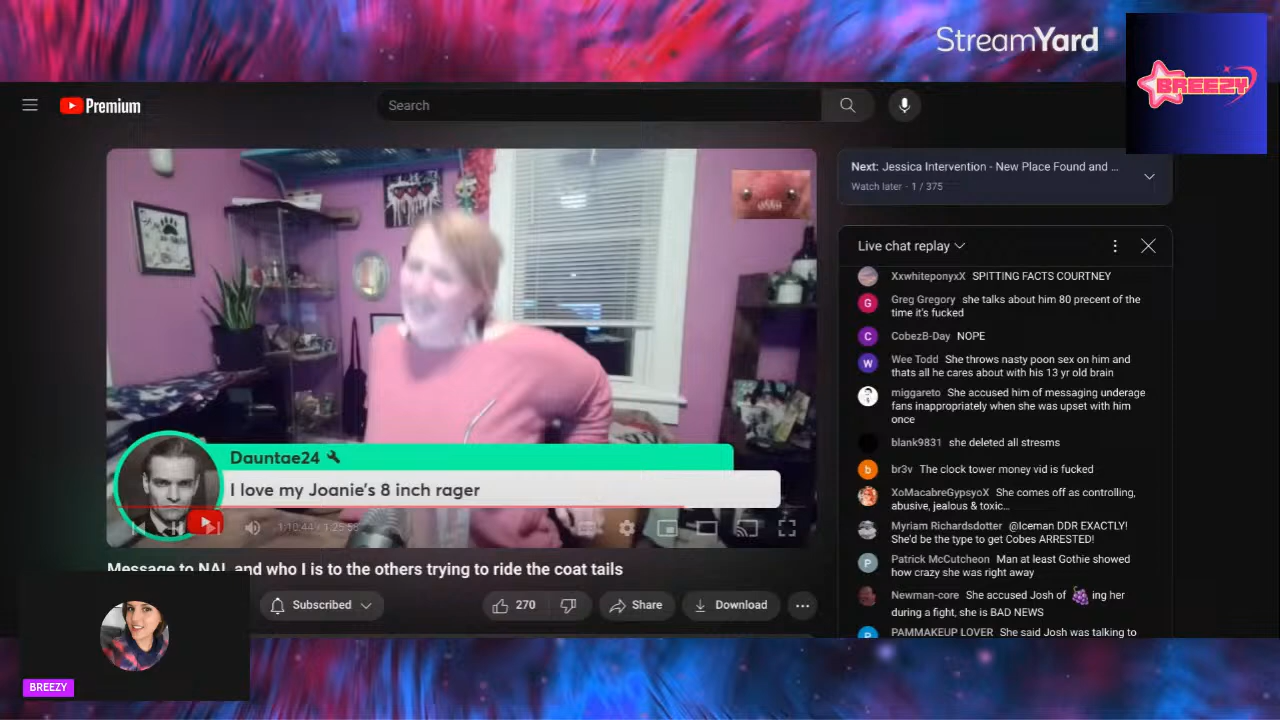 StreamYard
BREEZY
Premium
Search
Next: Jessica Intervention - New Place Found and ...
Watch later · 1 / 375
Live chat replay
XxwhiteponyxX SPITTING FACTS COURTNEY
Greg Gregory she talks about him 80 precent of the
time it's fucked
CobezB-Day NOPE
Wee Todd She throws nasty poon sex on him and
thats all he cares about with his 13 yr old brain
miggareto She accused him of messaging underage
fans inappropriately when she was upset with him
once
blank9831 she deleted all stresms
br3v The clock tower money vid is fucked
XoMacabreGypsyoX She comes off as controlling,
abusive, jealous & toxic...
Myriam Richardsdotter @Iceman DDR EXACTLY!
She'd be the type to get Cobes ARRESTED!
Patrick McCutcheon Man at least Gothie showed
how crazy she was right away
Newman-core She accused Josh of 🍇 ing her
during a fight, she is BAD NEWS
PAMMAKEUP LOVER She said Josh was talking to
Dauntae24
I love my Joanie's 8 inch rager
1:10:44 / 1:25:58
Message to NAL and who I is to the others trying to ride the coat tails
Subscribed
270
Share
Download
BREEZY